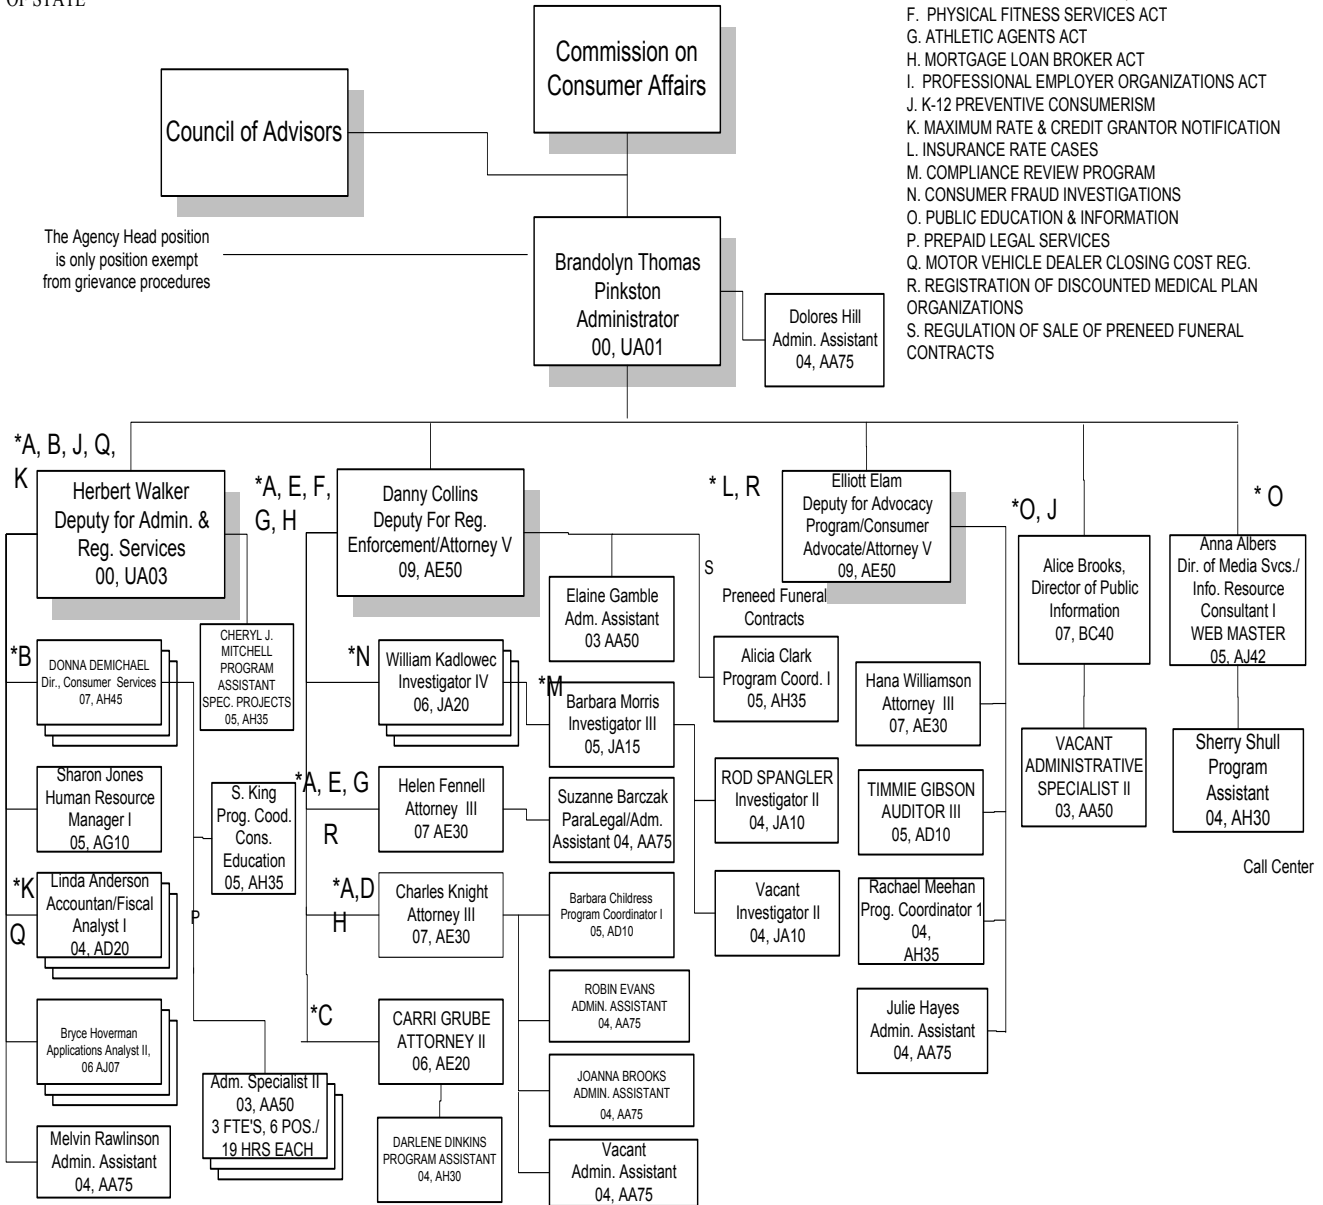 OF STATE
F. PHYSICAL FITNESS SERVICES ACT
G. ATHLETIC AGENTS ACT
H. MORTGAGE LOAN BROKER ACT
I. PROFESSIONAL EMPLOYER ORGANIZATIONS ACT
J. K-12 PREVENTIVE CONSUMERISM
K. MAXIMUM RATE & CREDIT GRANTOR NOTIFICATION
L. INSURANCE RATE CASES
M. COMPLIANCE REVIEW PROGRAM
N. CONSUMER FRAUD INVESTIGATIONS
O. PUBLIC EDUCATION & INFORMATION
P. PREPAID LEGAL SERVICES
Q. MOTOR VEHICLE DEALER CLOSING COST REG.
R. REGISTRATION OF DISCOUNTED MEDICAL PLAN
ORGANIZATIONS
S. REGULATION OF SALE OF PRENEED FUNERAL
CONTRACTS
Commission on
Consumer Affairs
Council of Advisors
The Agency Head position
is only position exempt
from grievance procedures
Brandolyn Thomas
Pinkston
Administrator
00, UA01
Dolores Hill
Admin. Assistant
04, AA75
*A, B, J, Q,
K
Herbert Walker
Deputy for Admin. &
Reg. Services
00, UA03
*A, E, F,
G, H
Danny Collins
Deputy For Reg.
Enforcement/Attorney V
09, AE50
* L, R
Elliott Elam
Deputy for Advocacy
Program/Consumer
Advocate/Attorney V
09, AE50
*O, J
Alice Brooks,
Director of Public
Information
07, BC40
* O
Anna Albers
Dir. of Media Svcs./
Info. Resource
Consultant I
WEB MASTER
05, AJ42
CHERYL J.
MITCHELL
PROGRAM
ASSISTANT
SPEC. PROJECTS
05, AH35
Elaine Gamble
Adm. Assistant
03 AA50
S
Preneed Funeral
Contracts
Alicia Clark
Program Coord. I
05, AH35
*B
DONNA DEMICHAEL
Dir., Consumer Services
07, AH45
*N
William Kadlowec
Investigator IV
06, JA20
*M
Barbara Morris
Investigator III
05, JA15
Hana Williamson
Attorney III
07, AE30
VACANT
ADMINISTRATIVE
SPECIALIST II
03, AA50
Sherry Shull
Program
Assistant
04, AH30
Call Center
Sharon Jones
Human Resource
Manager I
05, AG10
S. King
Prog. Cood.
Cons.
Education
05, AH35
*A, E, G
R
Helen Fennell
Attorney III
07 AE30
Suzanne Barczak
ParaLegal/Adm.
Assistant 04, AA75
ROD SPANGLER
Investigator II
04, JA10
TIMMIE GIBSON
AUDITOR III
05, AD10
*K
Q
Linda Anderson
Accountan/Fiscal
Analyst I
04, AD20
P
*A,D
H
Charles Knight
Attorney III
07, AE30
Barbara Childress
Program Coordinator I
05, AD10
Vacant
Investigator II
04, JA10
Rachael Meehan
Prog. Coordinator 1
04,
AH35
Bryce Hoverman
Applications Analyst II,
06 AJ07
*C
CARRI GRUBE
ATTORNEY II
06, AE20
ROBIN EVANS
ADMiN. ASSISTANT
04, AA75
Julie Hayes
Admin. Assistant
04, AA75
Adm. Specialist II
03, AA50
3 FTE'S, 6 POS./
19 HRS EACH
JOANNA BROOKS
ADMIN. ASSISTANT
04, AA75
Melvin Rawlinson
Admin. Assistant
04, AA75
DARLENE DINKINS
PROGRAM ASSISTANT
04, AH30
Vacant
Admin. Assistant
04, AA75